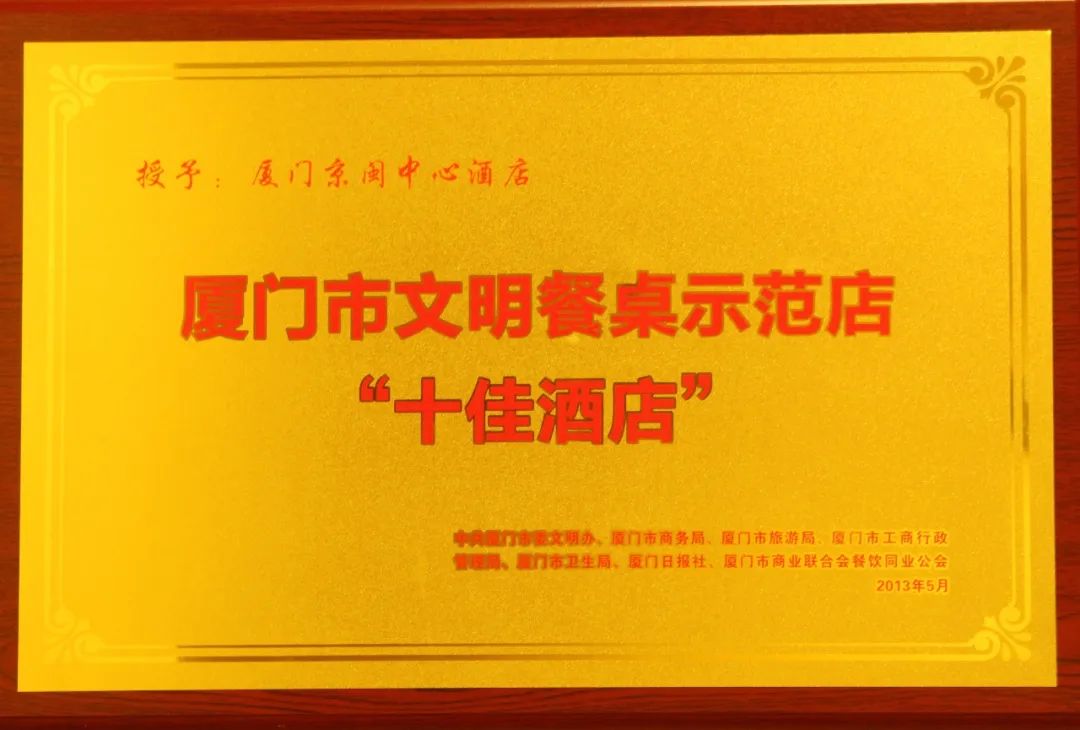 授予：厦门京闽中心酒店
厦门市文明餐桌示范店
“十佳酒店”
中共厦门市委文明办、厦门市商务局、厦门市旅游局、厦门市工商行政
管理局、厦门市卫生局、厦门日报社、厦门市商业联合会餐饮同业公会
2013年5月